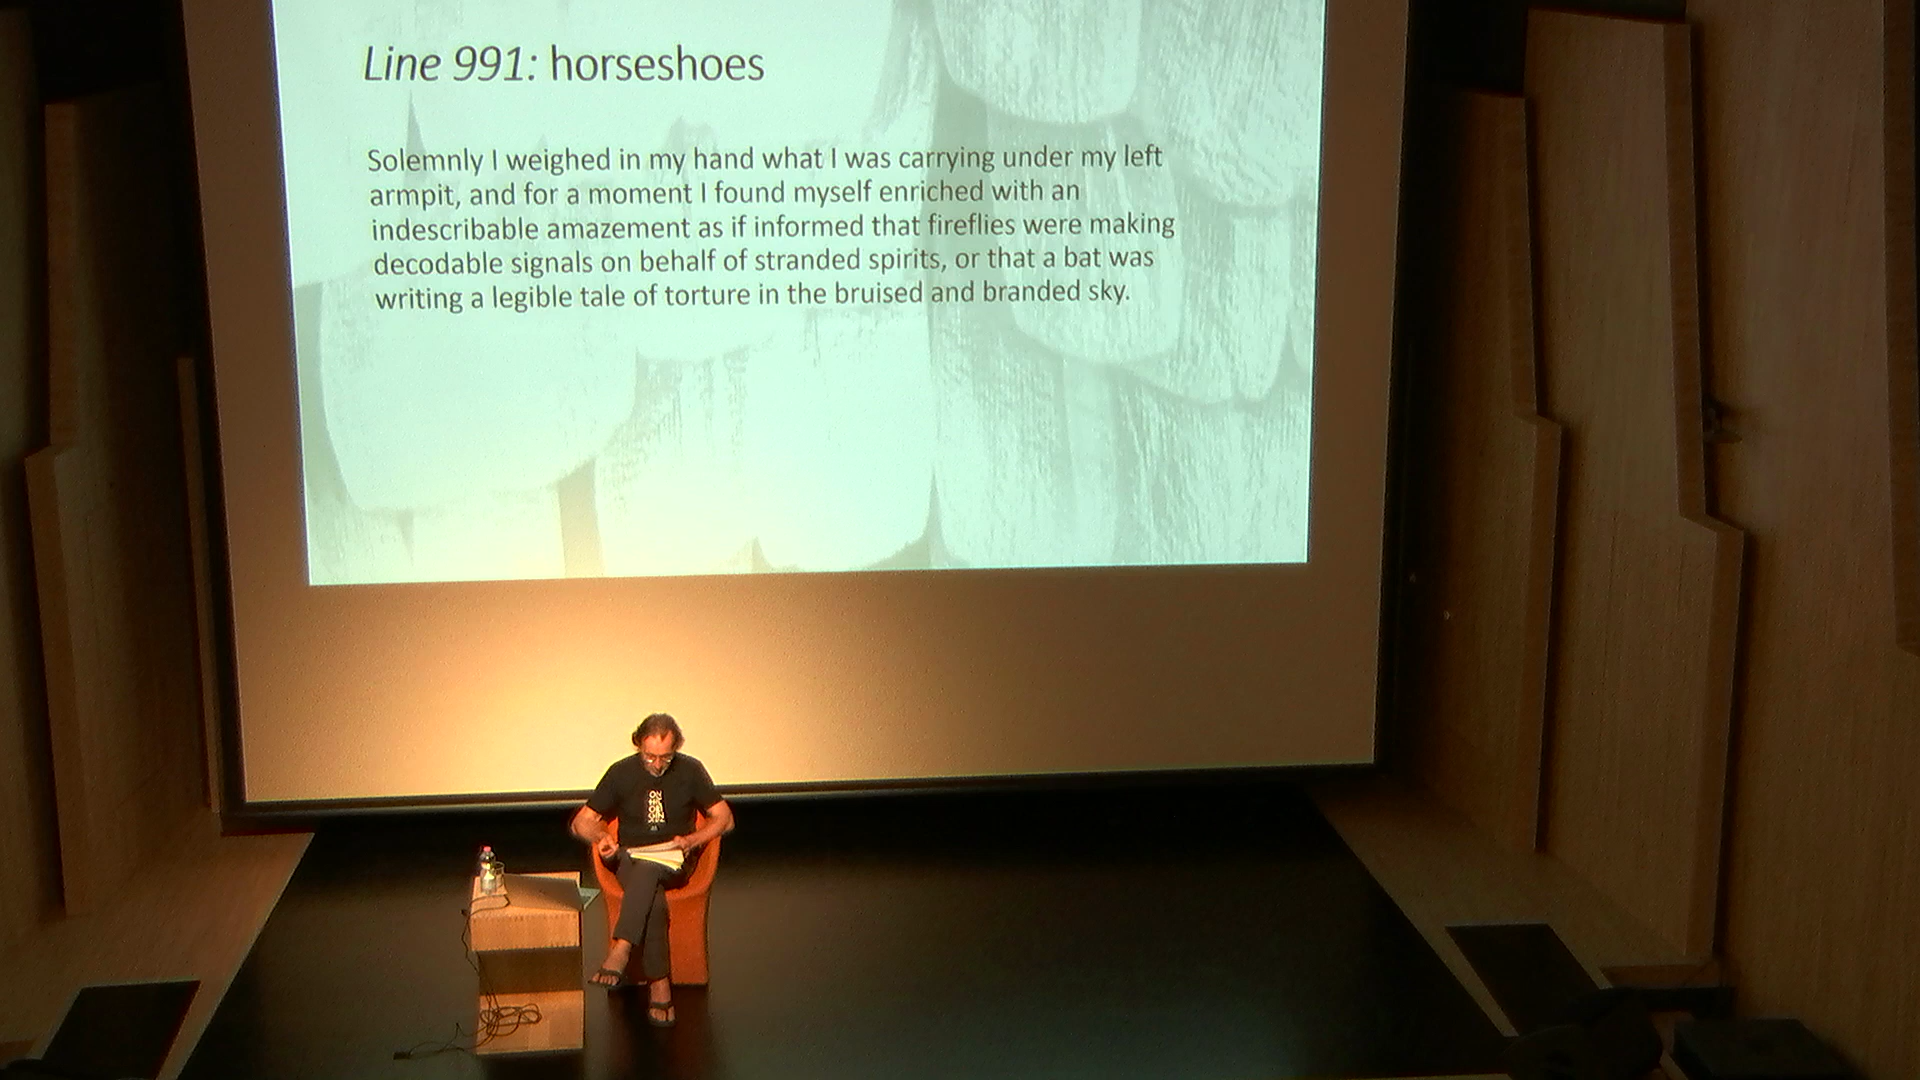 Line 991: horseshoes
Solemnly I weighed in my hand what I was carrying under my left
armpit, and for a moment I found myself enriched with an
indescribable amazement as if informed that fireflies were making
decodable signals on behalf of stranded spirits, or that a bat was
writing a legible tale of torture in the bruised and branded sky.
ON